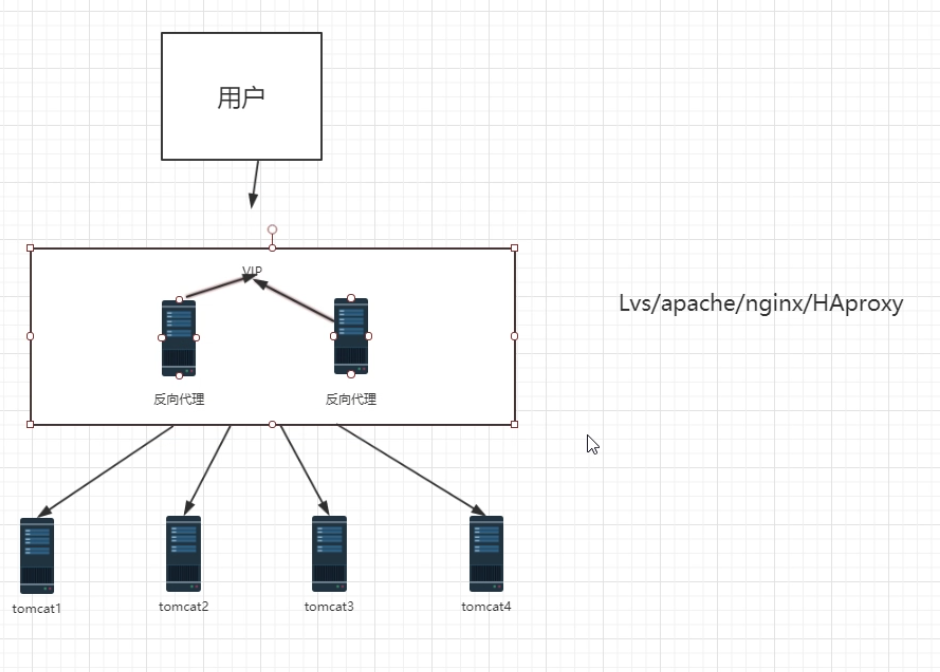 用户
VIP
Lvs/apache/nginx/HAproxy
反向代理
反向代理
tomcat1
tomcat2
tomcat3
tomcat4